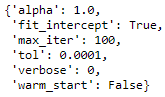 {'alpha': 1.0,
'fit_intercept': True,
'max_iter': 100,
'tol': 0.0001,
'verbose': 0,
'warm_start': False}